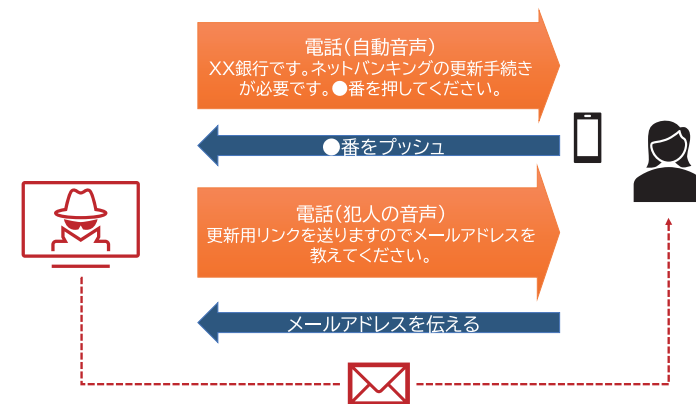 電話(自動音声)
XX銀行です。ネットバンキングの更新手続き
が必要です。●番を押してください。
●番をプッシュ
電話(犯人の音声)
更新用リンクを送りますのでメールアドレスを
教えてください。
メールアドレスを伝える